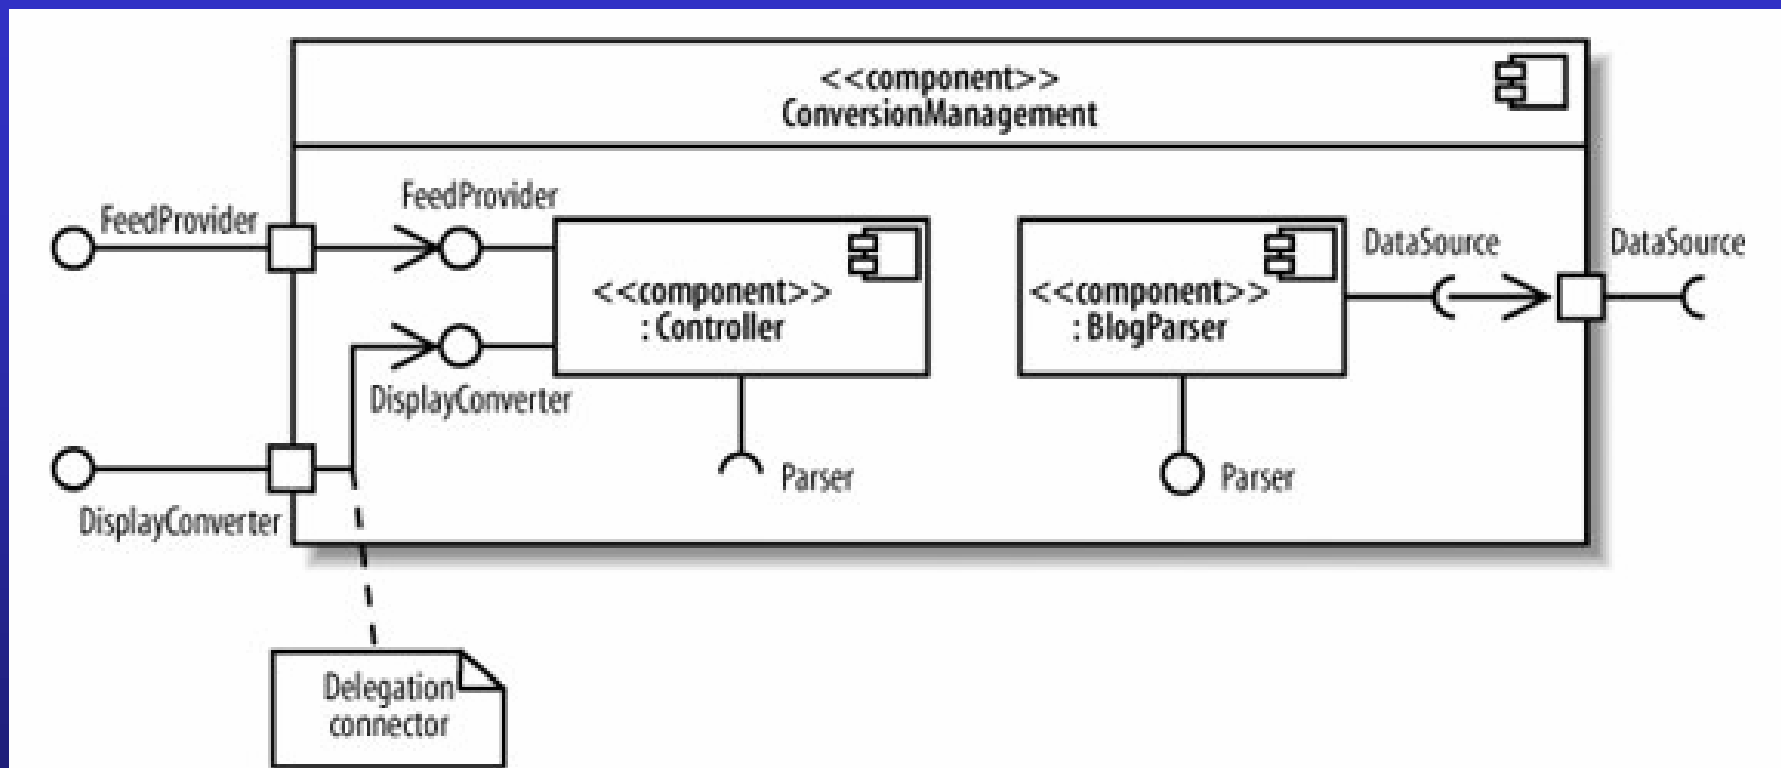 <<component>>
ConversionManagement
FeedProvider
FeedProvider
DataSource
DataSource
<<component>>
: Controller
<<component>>
: BlogParser
DisplayConverter
Parser
Parser
DisplayConverter
Delegation
connector